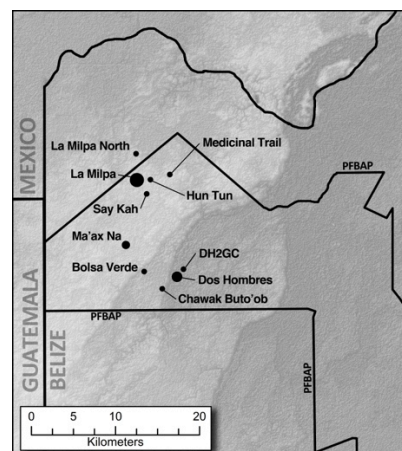 La Milpa North
Medicinal Trail
PFBAP
La Milpa
Hun Tun
Say Kah
MEXICO
Ma'ax Na
DH2GC
Bolsa Verde
Dos Hombres
Chawak Buto'ob
PFBAP
GUATEMALA
BELIZE
PFBAP
0 5 10 20
Kilometers